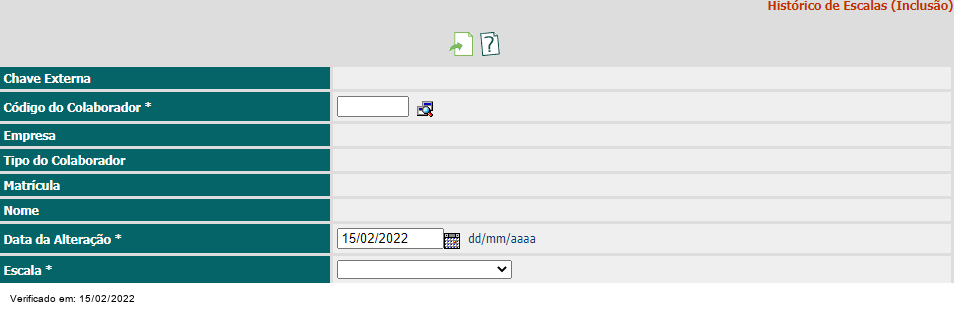 Histórico de Escalas (Inclusão)
Chave Externa
Código do Colaborador *
Empresa
Tipo do Colaborador
Matrícula
Nome
Data da Alteração * 15/02/2022 dd/mm/aaaa
Escala *
Verificado em: 15/02/2022